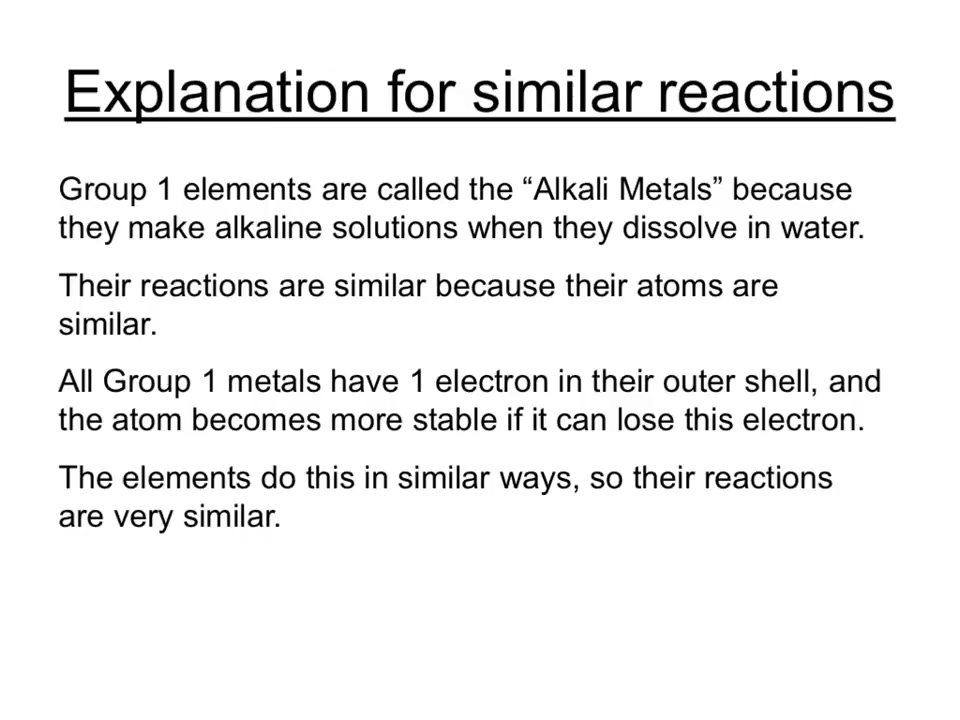 Explanation for similar reactions
Group 1 elements are called the “Alkali Metals” because
they make alkaline solutions when they dissolve in water.
Their reactions are similar because their atoms are
similar.
All Group 1 metals have 1 electron in their outer shell, and
the atom becomes more stable if it can lose this electron.
The elements do this in similar ways, so their reactions
are very similar.